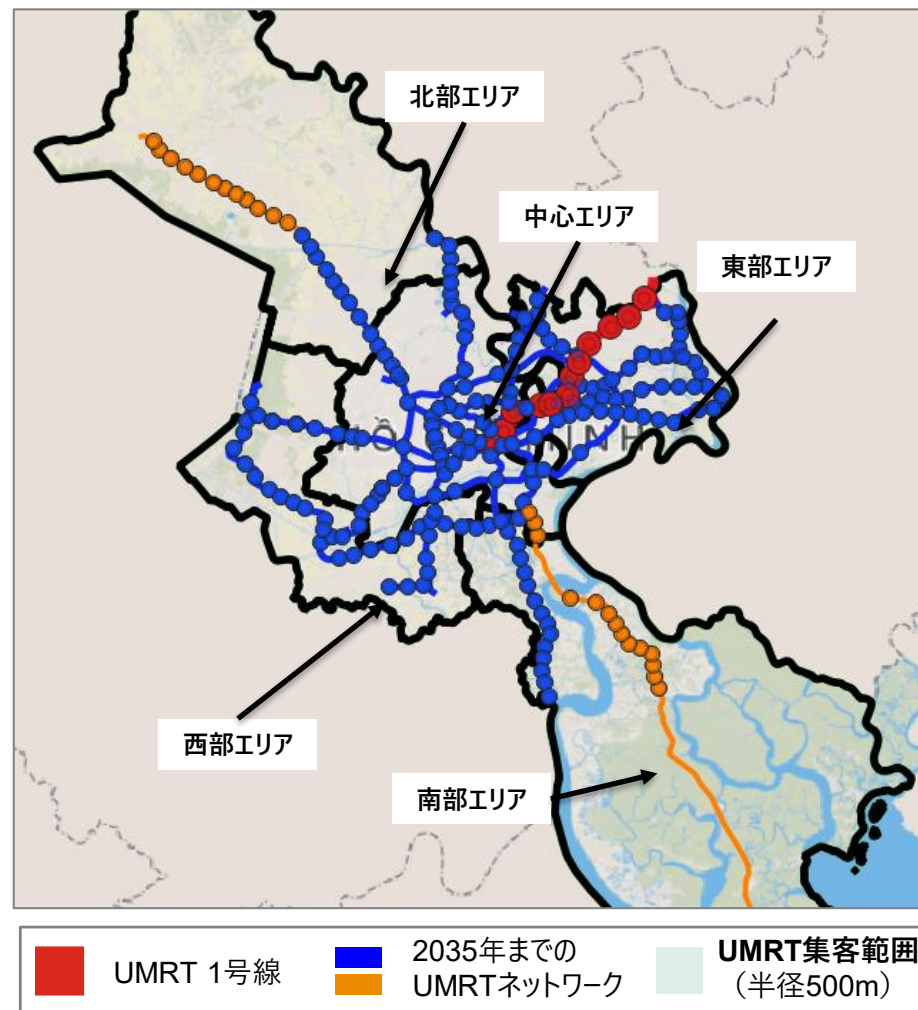 北部エリア
中心エリア
東部エリア
西部エリア
南部エリア
UMRT 1号線
2035年までの
UMRTネットワーク
UMRT集客範囲
（半径500m）